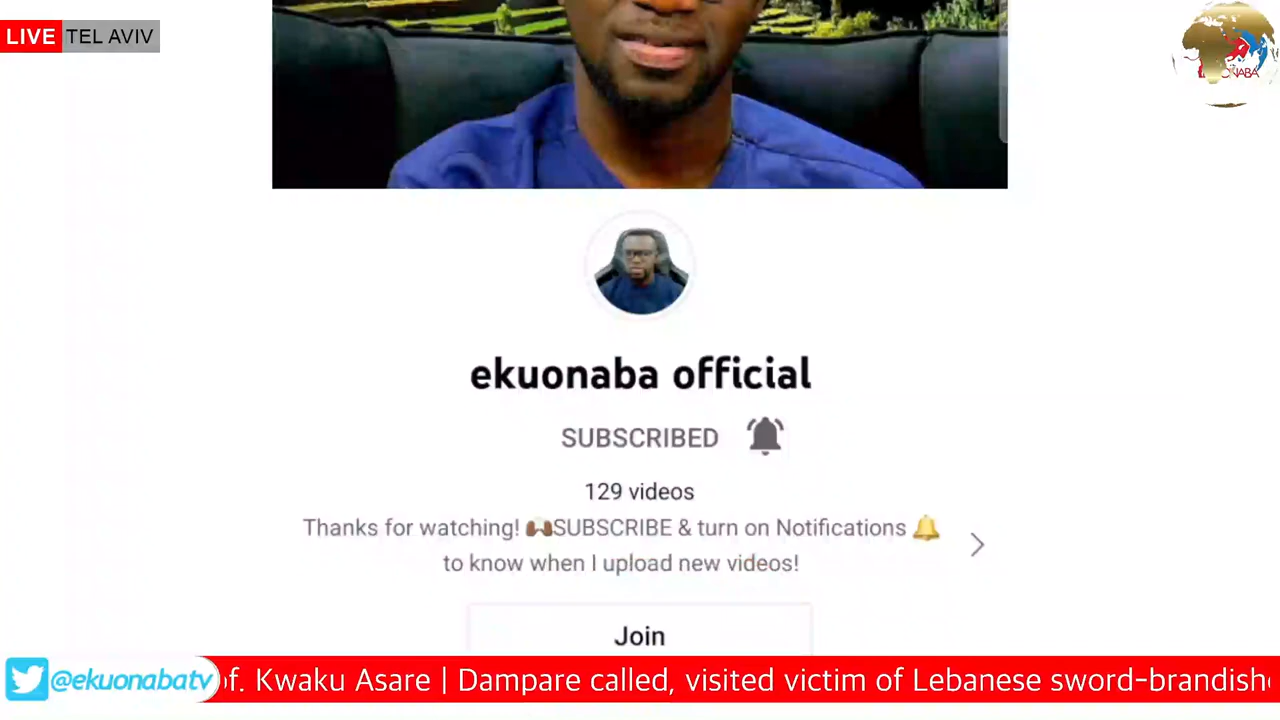 LIVE TEL AVIV
ekuonaba official
SUBSCRIBED
129 videos
Thanks for watching! 🙌🏾SUBSCRIBE & turn on Notifications 🔔
to know when I upload new videos!
Join
@ekuonabatv
of. Kwaku Asare | Dampare called, visited victim of Lebanese sword-brandish